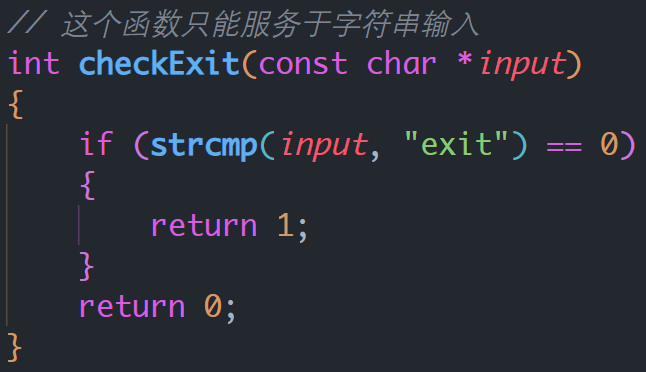 // 这个函数只能服务于字符串输入
int checkExit(const char *input)
{
    if (strcmp(input, "exit") == 0)
    {
        return 1;
    }
    return 0;
}